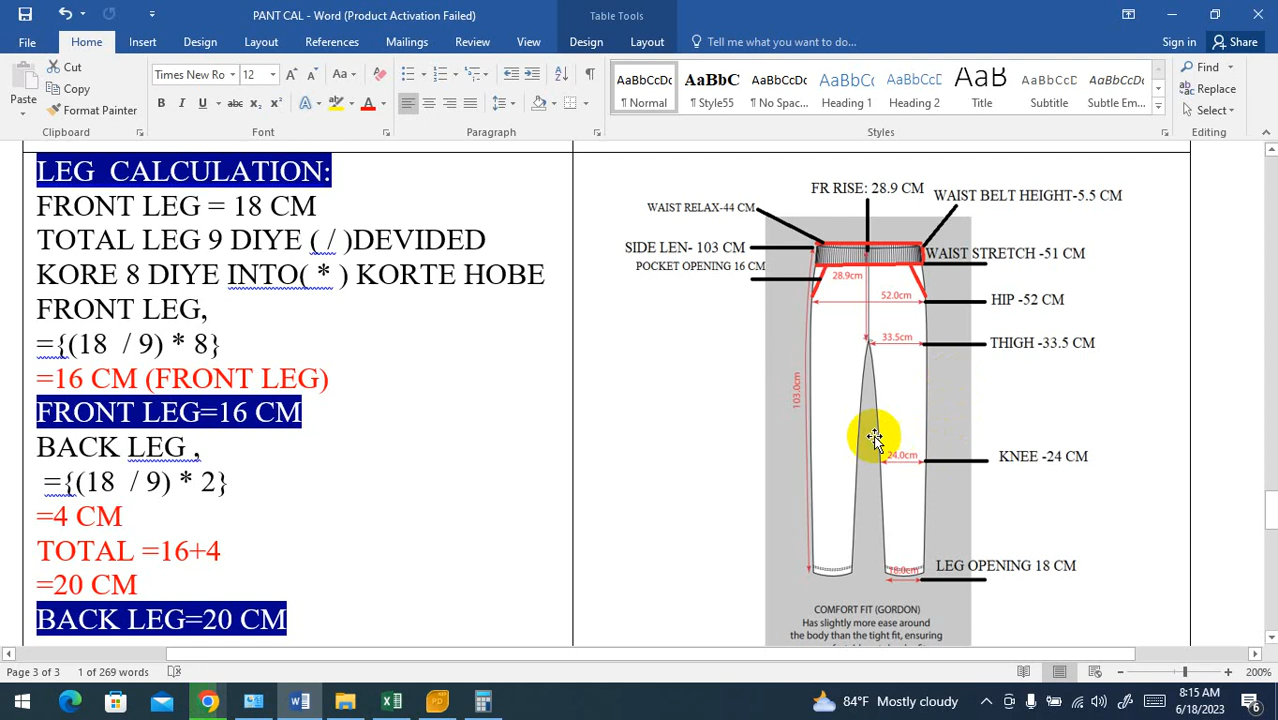 PANT CAL - Word (Product Activation Failed)
Table Tools
File
Home
Insert
Design
Layout
References
Mailings
Review
View
Design
Layout
Tell me what you want to do...
Sign in
Share
Paste
Cut
Copy
Format Painter
Clipboard
Times New Ro
12
Font
Paragraph
AaBbCcDc
¶ Normal
AaBbC
¶ Style55
AaBbCcDc
¶ No Spac...
AaBbCc
Heading 1
AaBbCcD
Heading 2
AaB
Title
AaBbCcD
Subtitle
AaBbCcDc
Subtle Em...
Styles
Find
Replace
Select
Editing
LEG CALCULATION:
FRONT LEG = 18 CM
TOTAL LEG 9 DIYE ( / )DEVIDED
KORE 8 DIYE INTO( * ) KORTE HOBE
FRONT LEG,
={(18 / 9) * 8}
=16 CM (FRONT LEG)
FRONT LEG=16 CM
BACK LEG ,
={(18 / 9) * 2}
=4 CM
TOTAL =16+4
=20 CM
BACK LEG=20 CM
FR RISE: 28.9 CM
WAIST BELT HEIGHT-5.5 CM
WAIST RELAX-44 CM
SIDE LEN- 103 CM
WAIST STRETCH -51 CM
POCKET OPENING 16 CM
28.9cm
52.0cm
HIP -52 CM
33.5cm
THIGH -33.5 CM
103.0cm
24.0cm
KNEE -24 CM
18.0cm
LEG OPENING 18 CM
COMFORT FIT (GORDON)
Has slightly more ease around
the body than the tight fit, ensuring
Page 3 of 3
1 of 269 words
200%
84°F Mostly cloudy
8:15 AM
6/18/2023
6